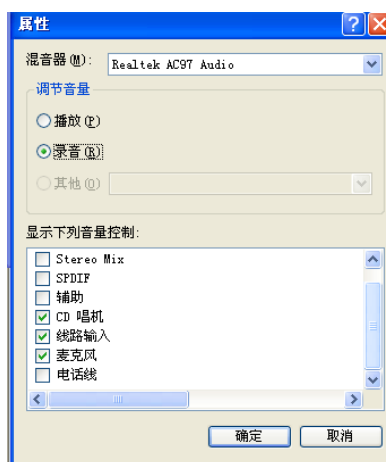 属性
混音器(M): Realtek AC97 Audio
调节音量
播放(P)
录音(R)
其他(O)
显示下列音量控制:
Stereo Mix
SPDIF
辅助
CD 唱机
线路输入
麦克风
电话线
确定 取消